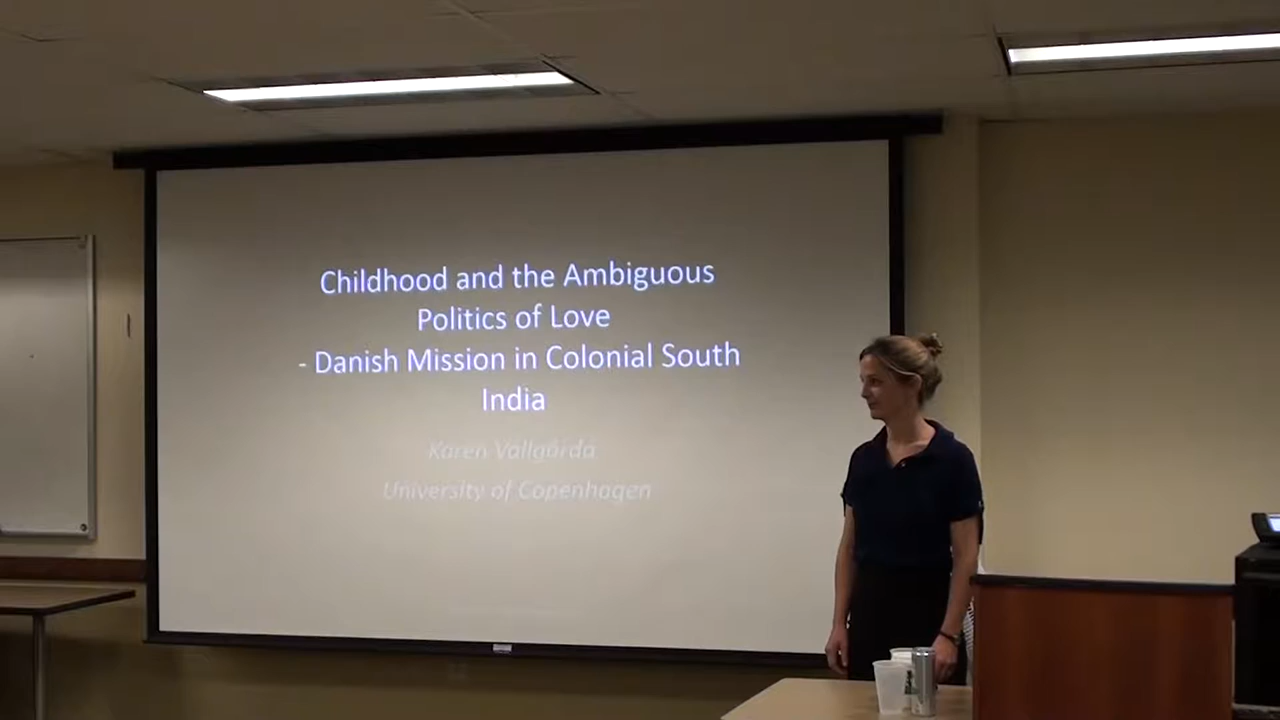 Childhood and the Ambiguous
Politics of Love
- Danish Mission in Colonial South
India
Karen Vallgårda
University of Copenhagen